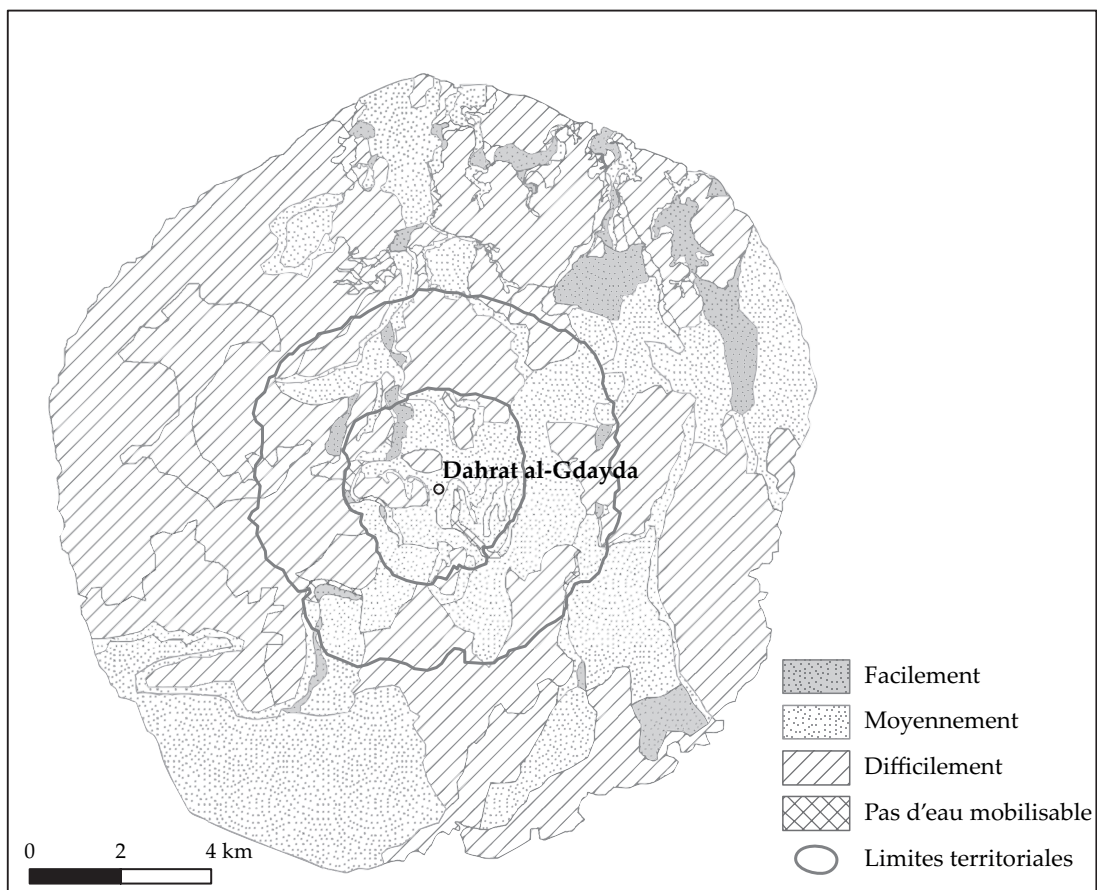 Dahrat al-Gdayda
Facilement
Moyennement
Difficilement
Pas d'eau mobilisable
Limites territoriales
0 2 4 km